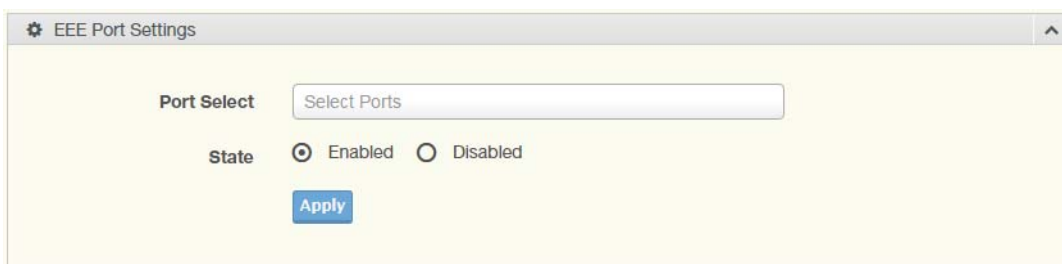 EEE Port Settings
Port Select Select Ports
State Enabled Disabled
Apply